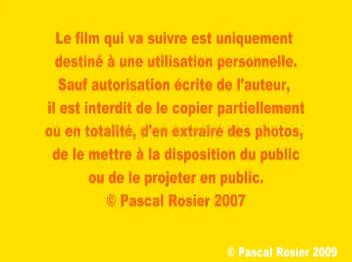 Le film qui va suivre est uniquement
destiné à une utilisation personnelle.
Sauf autorisation écrite de l'auteur,
il est interdit de le copier partiellement
ou en totalité, d'en extraire des photos,
de le mettre à la disposition du public
ou de le projeter en public.
© Pascal Rosier 2007
© Pascal Rosier 2009